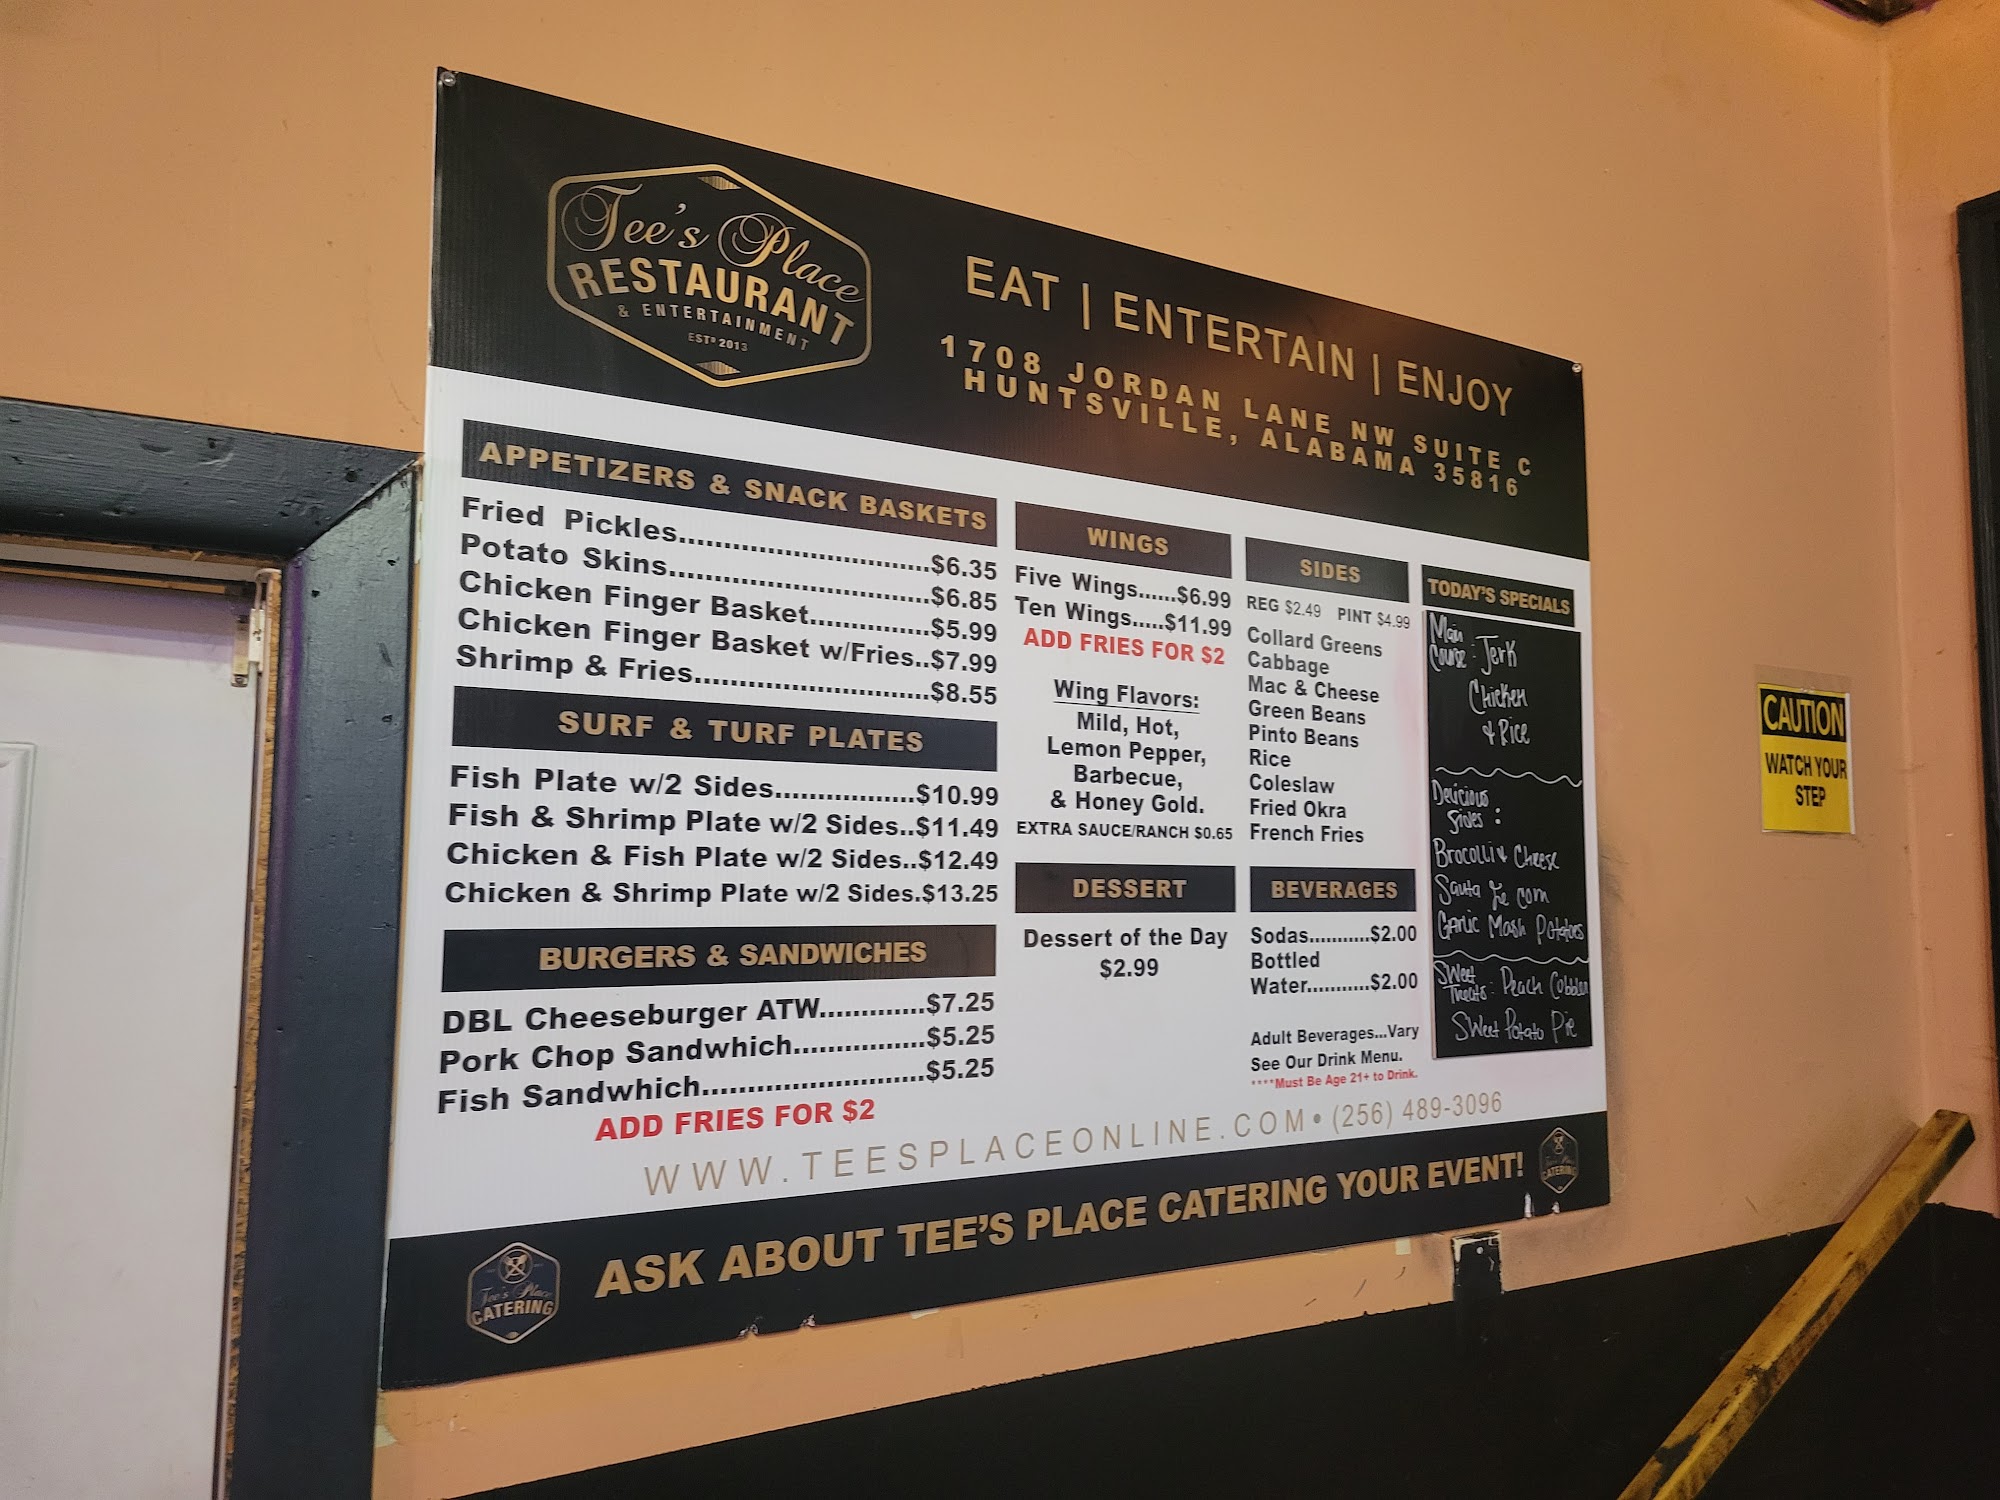 Tee's Place
RESTAURANT
& ENTERTAINMENT
ESTD 2013
EAT | ENTERTAIN | ENJOY
1708 JORDAN LANE NW SUITE C
HUNTSVILLE, ALABAMA 35816
APPETIZERS & SNACK BASKETS
Fried Pickles............................$6.35
Potato Skins.............................$6.85
Chicken Finger Basket..............$5.99
Chicken Finger Basket w/Fries..$7.99
Shrimp & Fries..........................$8.55
SURF & TURF PLATES
Fish Plate w/2 Sides.................$10.99
Fish & Shrimp Plate w/2 Sides..$11.49
Chicken & Fish Plate w/2 Sides..$12.49
Chicken & Shrimp Plate w/2 Sides.$13.25
BURGERS & SANDWICHES
DBL Cheeseburger ATW.............$7.25
Pork Chop Sandwhich................$5.25
Fish Sandwhich.........................$5.25
ADD FRIES FOR $2
WINGS
Five Wings......$6.99
Ten Wings.....$11.99
ADD FRIES FOR $2
Wing Flavors:
Mild, Hot,
Lemon Pepper,
Barbecue,
& Honey Gold.
EXTRA SAUCE/RANCH $0.65
DESSERT
Dessert of the Day
$2.99
SIDES
REG $2.49 PINT $4.99
Collard Greens
Cabbage
Mac & Cheese
Green Beans
Pinto Beans
Rice
Coleslaw
Fried Okra
French Fries
BEVERAGES
Sodas...........$2.00
Bottled
Water...........$2.00
Adult Beverages...Vary
See Our Drink Menu.
****Must Be Age 21+ to Drink.
TODAY'S SPECIALS
Main
Course: Jerk
Chicken
& Rice
Delicious
Sides:
Brocolli & Cheese
Santa Fe Corn
Garlic Mash Potatoes
Sweet
Treats: Peach Cobbler
Sweet Potato Pie
WWW.TEESPLACEONLINE.COM • (256) 489-3096
Tee's Place
CATERING
ASK ABOUT TEE'S PLACE CATERING YOUR EVENT!
Tee's Place
CATERING
CAUTION
WATCH YOUR
STEP